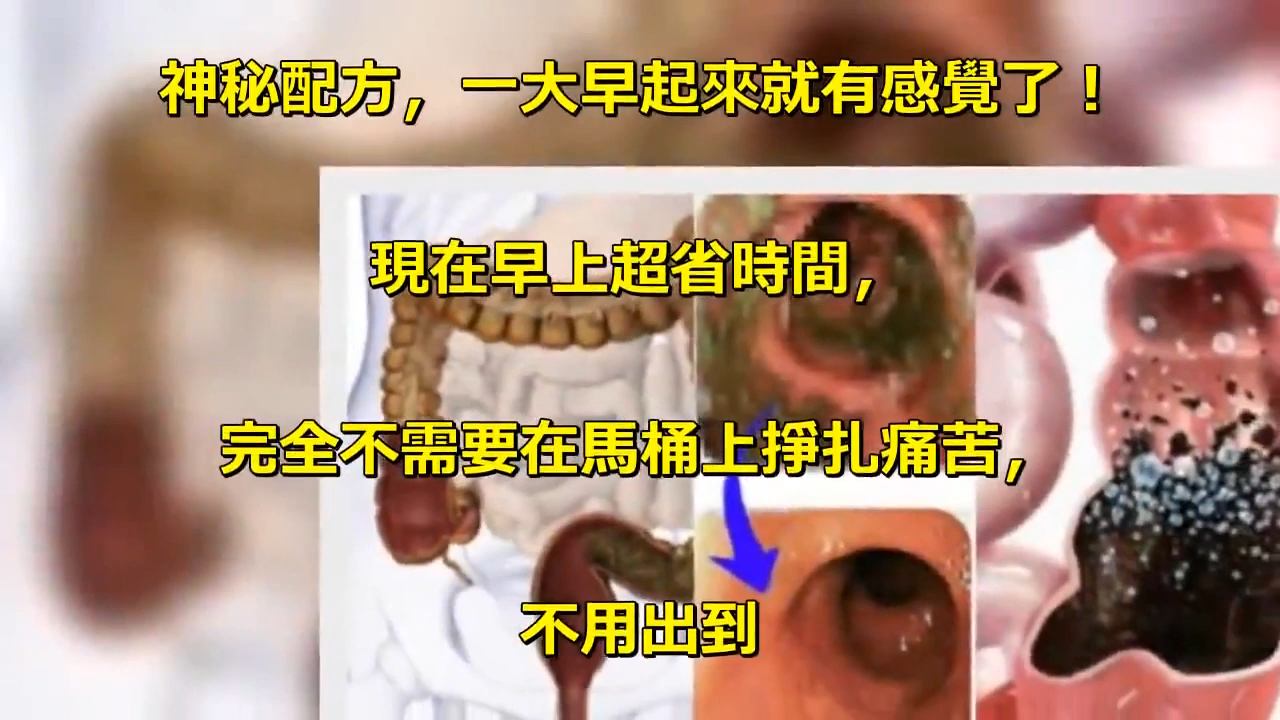 神秘配方，一大早起來就有感覺了！
現在早上超省時間，
完全不需要在馬桶上掙扎痛苦，
不用出到